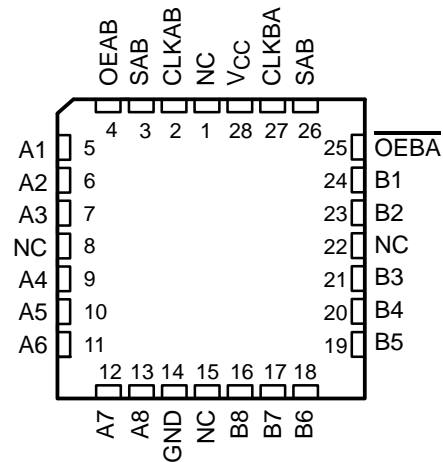 OEAB SAB CLKAB NC VCC CLKBA SAB
4 3 2 1 28 27 26
A1 5 25 OEBA
A2 6 24 B1
A3 7 23 B2
NC 8 22 NC
A4 9 21 B3
A5 10 20 B4
A6 11 19 B5
12 13 14 15 16 17 18
A7 A8 GND NC B8 B7 B6